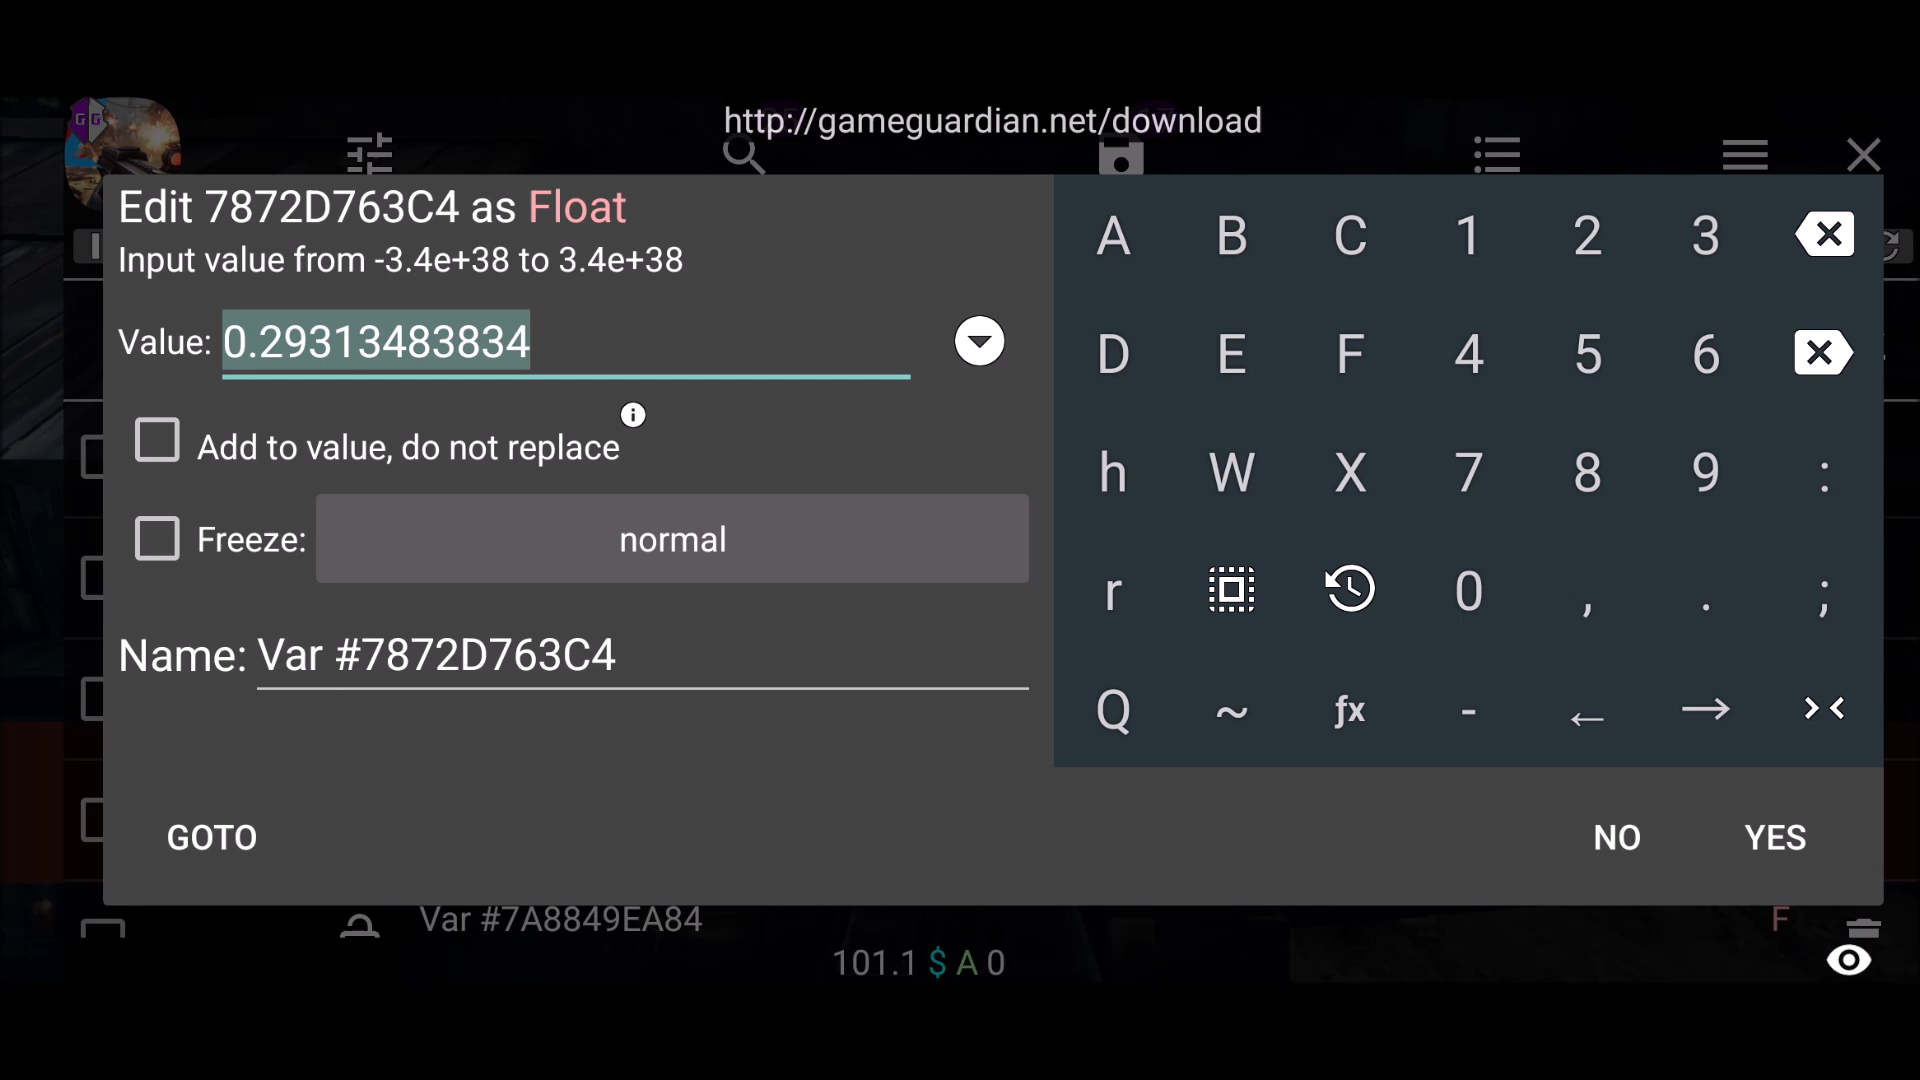 http://gameguardian.net/download
GG
Edit 7872D763C4 as Float
Input value from -3.4e+38 to 3.4e+38
Value: 0.29313483834
Add to value, do not replace
i
Freeze: normal
Name: Var #7872D763C4
A B C 1 2 3
D E F 4 5 6
h W X 7 8 9 :
r 0 , . ;
Q ~ ƒx - ← → ><
GOTO NO YES
Var #7A8849EA84 F
101.1 $ A 0